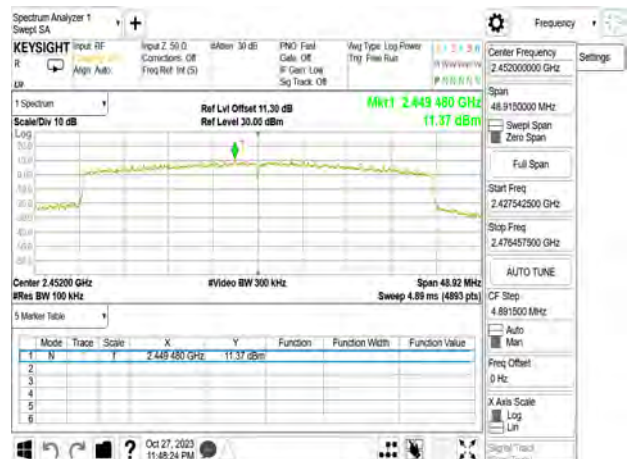 Spectrum Analyzer 1
Swept SA
Frequency
KEYSIGHT
Input: RF
Input Z: 50 Ω
#Atten: 30 dB
PNO: Fast
Avg Type: Log-Power
R
Align: Auto
Corrections: Off
Freq Ref: Int (S)
Gate: Off
IF Gain: Low
Sig Track: Off
Trig: Free Run
Center Frequency
2.452000000 GHz
Settings
Span
48.9150000 MHz
Swept Span
Zero Span
Full Span
Start Freq
2.427542500 GHz
Stop Freq
2.476457500 GHz
AUTO TUNE
CF Step
4.891500 MHz
Auto
Man
Freq Offset
0 Hz
X Axis Scale
Log
Lin
Signal Track
1 Spectrum
Scale/Div 10 dB
Log
Ref Lvl Offset 11.30 dB
Ref Level 30.00 dBm
Mkr1 2.449 480 GHz
11.37 dBm
Center 2.45200 GHz
#Video BW 300 kHz
Span 48.92 MHz
#Res BW 100 kHz
Sweep 4.89 ms (4893 pts)
5 Marker Table
Mode Trace Scale X Y Function Function Width Function Value
1 N f 2.449 480 GHz 11.37 dBm
2
3
4
5
6
Oct 27, 2023
11:48:24 PM